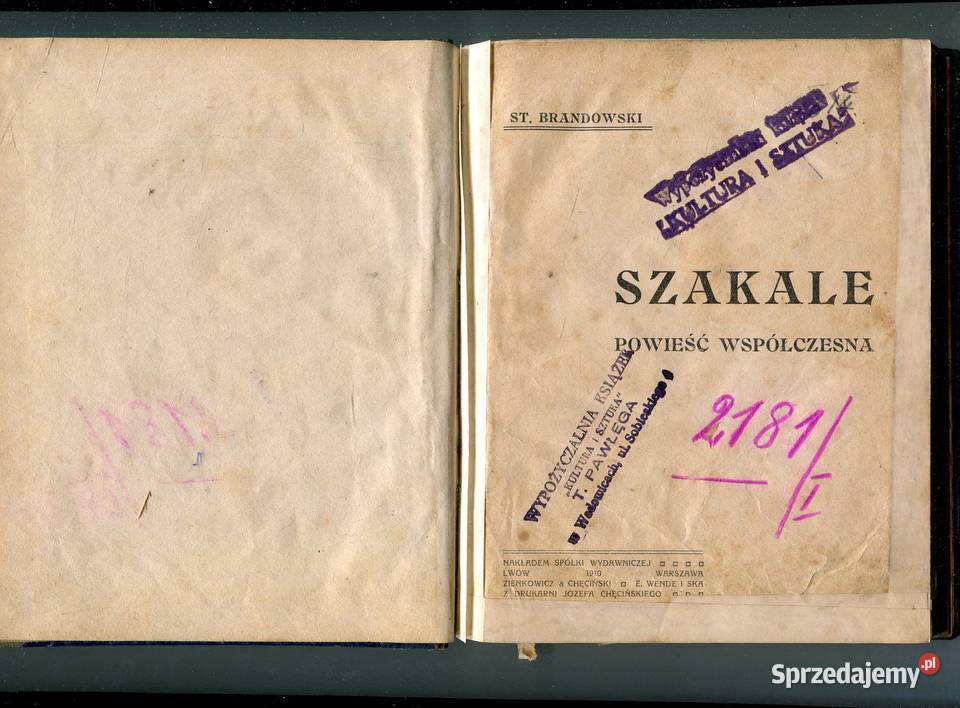 ST. BRANDOWSKI
Wypożyczalnia
„KULTURA i SZTUKA”
SZAKALE
POWIEŚĆ WSPÓŁCZESNA
WYPOŻYCZALNIA KSIĄŻEK
„KULTURA i SZTUKA”
T. PAWLĘGA
w Wadowicach, ul. Sobieskiego
2181/I
NAKŁADEM SPÓŁKI WYDAWNICZEJ
LWÓW 1910 WARSZAWA
ZIENKOWICZ & CHĘCIŃSKI E. WENDE I SKA
Z DRUKARNI JÓZEFA CHĘCIŃSKIEGO
Sprzedajemy.pl